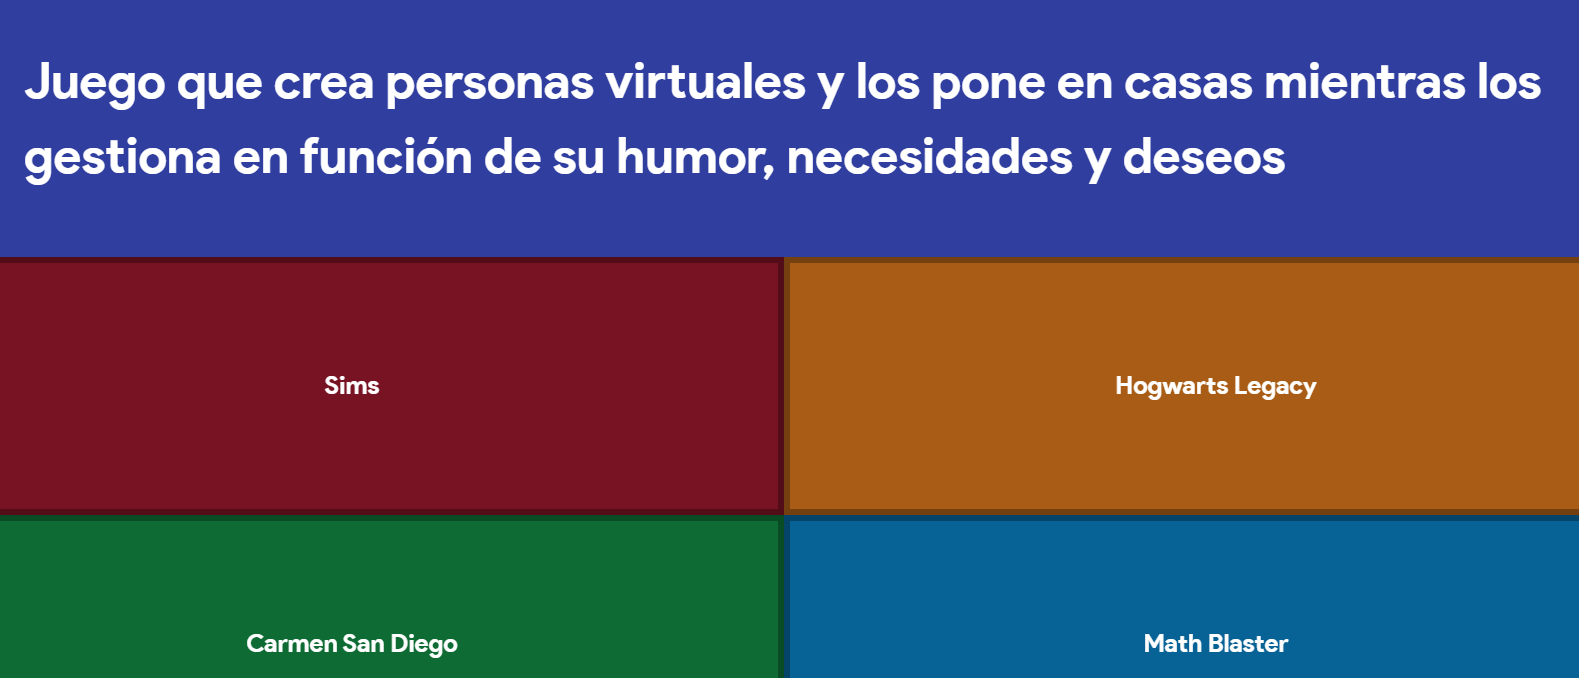 Juego que crea personas virtuales y los pone en casas mientras los
gestiona en función de su humor, necesidades y deseos
Sims
Hogwarts Legacy
Carmen San Diego
Math Blaster